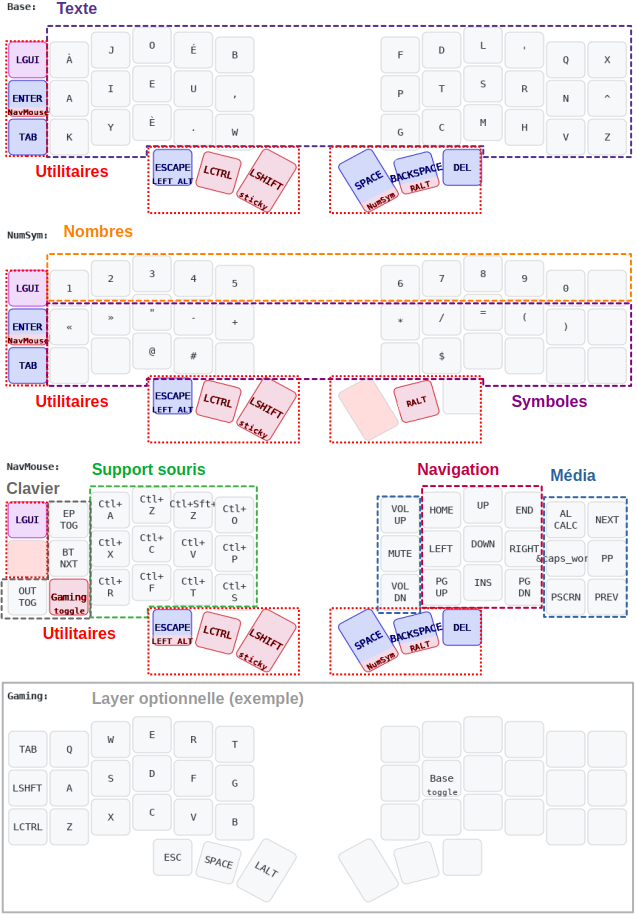 Base: Texte
LGUI À J O É B F D L ' Q X
ENTER NavMouse A I E U , P T S R N ^
TAB K Y È . W G C M H V Z
Utilitaires
ESCAPE LEFT ALT LCTRL LSHIFT sticky SPACE NumSym BACKSPACE RALT DEL
NumSym: Nombres
LGUI 1 2 3 4 5 6 7 8 9 0
ENTER NavMouse « » " - + * / = ( )
TAB @ # $
Utilitaires
ESCAPE LEFT ALT LCTRL LSHIFT sticky RALT
Symboles
NavMouse: Support souris Navigation Média
Clavier
LGUI EP TOG Ctl+ A Ctl+ Z Ctl+Sft+ Z Ctl+ O VOL UP HOME UP END AL CALC NEXT
BT NXT Ctl+ X Ctl+ C Ctl+ V Ctl+ P MUTE LEFT DOWN RIGHT &caps_wor PP
OUT TOG Gaming toggle Ctl+ R Ctl+ F Ctl+ T Ctl+ S VOL DN PG UP INS PG DN PSCRN PREV
Utilitaires
ESCAPE LEFT ALT LCTRL LSHIFT sticky SPACE NumSym BACKSPACE RALT DEL
Gaming: Layer optionnelle (exemple)
TAB Q W E R T
LSHFT A S D F G Base toggle
LCTRL Z X C V B
ESC SPACE LALT